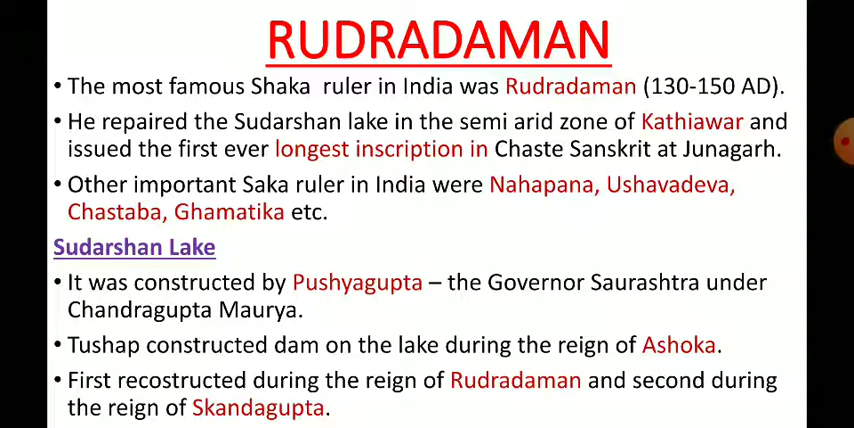 RUDRADAMAN
• The most famous Shaka ruler in India was Rudradaman (130-150 AD).
• He repaired the Sudarshan lake in the semi arid zone of Kathiawar and
issued the first ever longest inscription in Chaste Sanskrit at Junagarh.
• Other important Saka ruler in India were Nahapana, Ushavadeva,
Chastaba, Ghamatika etc.
Sudarshan Lake
• It was constructed by Pushyagupta – the Governor Saurashtra under
Chandragupta Maurya.
• Tushap constructed dam on the lake during the reign of Ashoka.
• First recostructed during the reign of Rudradaman and second during
the reign of Skandagupta.